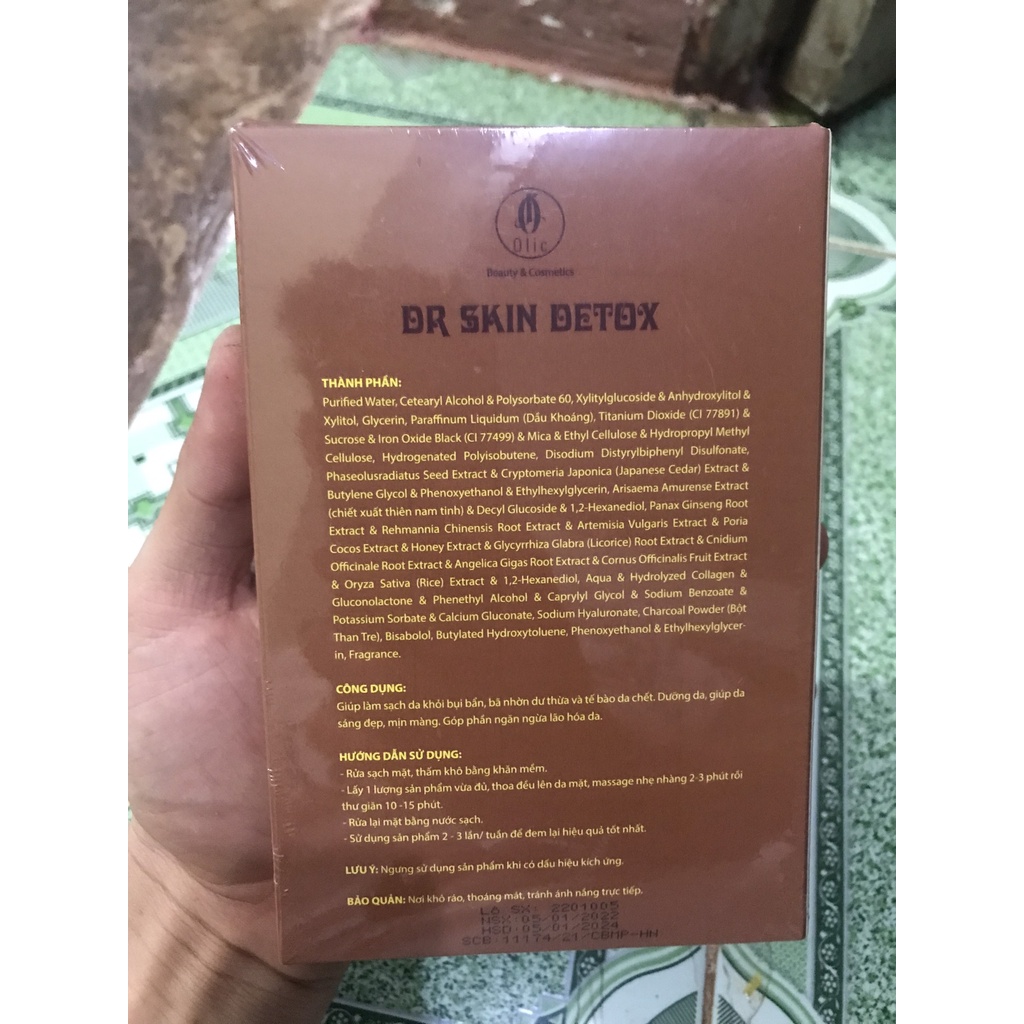 Olic
Beauty & Cosmetics
DR SKIN DETOX
THÀNH PHẦN:
Purified Water, Cetearyl Alcohol & Polysorbate 60, Xylitylglucoside & Anhydroxylitol &
Xylitol, Glycerin, Paraffinum Liquidum (Dầu Khoáng), Titanium Dioxide (CI 77891) &
Sucrose & Iron Oxide Black (CI 77499) & Mica & Ethyl Cellulose & Hydropropyl Methyl
Cellulose, Hydrogenated Polyisobutene, Disodium Distyrylbiphenyl Disulfonate,
Phaseolusradiatus Seed Extract & Cryptomeria Japonica (Japanese Cedar) Extract &
Butylene Glycol & Phenoxyethanol & Ethylhexylglycerin, Arisaema Amurense Extract
(chiết xuất thiên nam tinh) & Decyl Glucoside & 1,2-Hexanediol, Panax Ginseng Root
Extract & Rehmannia Chinensis Root Extract & Artemisia Vulgaris Extract & Poria
Cocos Extract & Honey Extract & Glycyrrhiza Glabra (Licorice) Root Extract & Cnidium
Officinale Root Extract & Angelica Gigas Root Extract & Cornus Officinalis Fruit Extract
& Oryza Sativa (Rice) Extract & 1,2-Hexanediol, Aqua & Hydrolyzed Collagen &
Gluconolactone & Phenethyl Alcohol & Caprylyl Glycol & Sodium Benzoate &
Potassium Sorbate & Calcium Gluconate, Sodium Hyaluronate, Charcoal Powder (Bột
Than Tre), Bisabolol, Butylated Hydroxytoluene, Phenoxyethanol & Ethylhexylglycer-
in, Fragrance.
CÔNG DỤNG:
Giúp làm sạch da khỏi bụi bẩn, bã nhờn dư thừa và tế bào da chết. Dưỡng da, giúp da
sáng đẹp, mịn màng. Góp phần ngăn ngừa lão hóa da.
HƯỚNG DẪN SỬ DỤNG:
- Rửa sạch mặt, thấm khô bằng khăn mềm.
- Lấy 1 lượng sản phẩm vừa đủ, thoa đều lên da mặt, massage nhẹ nhàng 2-3 phút rồi
thư giãn 10 -15 phút.
- Rửa lại mặt bằng nước sạch.
- Sử dụng sản phẩm 2 - 3 lần/ tuần để đem lại hiệu quả tốt nhất.
LƯU Ý: Ngưng sử dụng sản phẩm khi có dấu hiệu kích ứng.
BẢO QUẢN: Nơi khô ráo, thoáng mát, tránh ánh nắng trực tiếp.
Lô SX: 2201005
NSX:05/01/2022
HSD:05/01/2024
SCB:11174/21/CBMP-HN